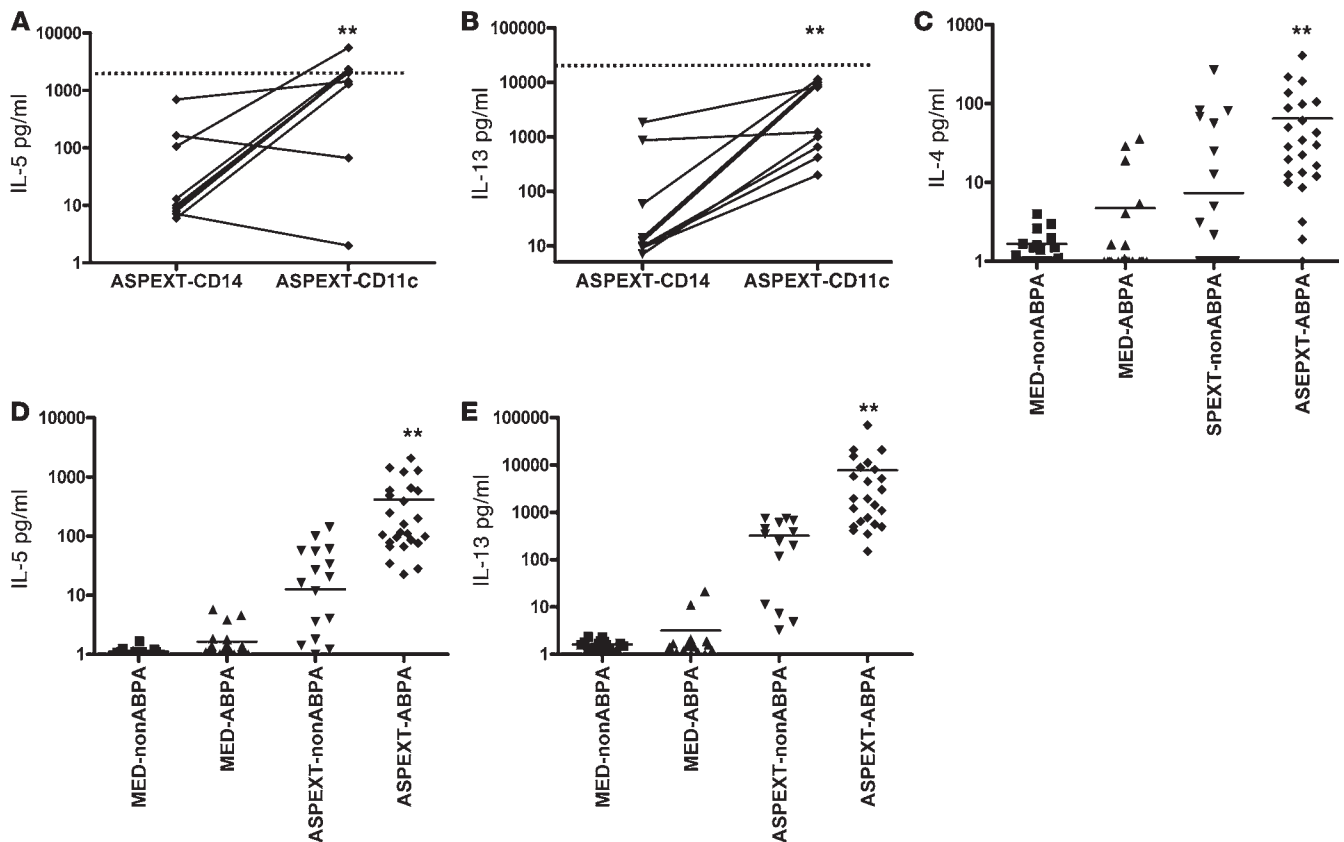 A
**
IL-5 pg/ml
10000
1000
100
10
1
ASPEXT-CD14
ASPEXT-CD11c
B
**
IL-13 pg/ml
100000
10000
1000
100
10
ASPEXT-CD14
ASPEXT-CD11c
C
**
IL-4 pg/ml
1000
100
10
1
MED-nonABPA
MED-ABPA
SPEXT-nonABPA
ASEPXT-ABPA
D
**
IL-5 pg/ml
10000
1000
100
10
1
MED-nonABPA
MED-ABPA
ASPEXT-nonABPA
ASPEXT-ABPA
E
**
IL-13 pg/ml
100000
10000
1000
100
10
1
MED-nonABPA
MED-ABPA
ASPEXT-nonABPA
ASPEXT-ABPA